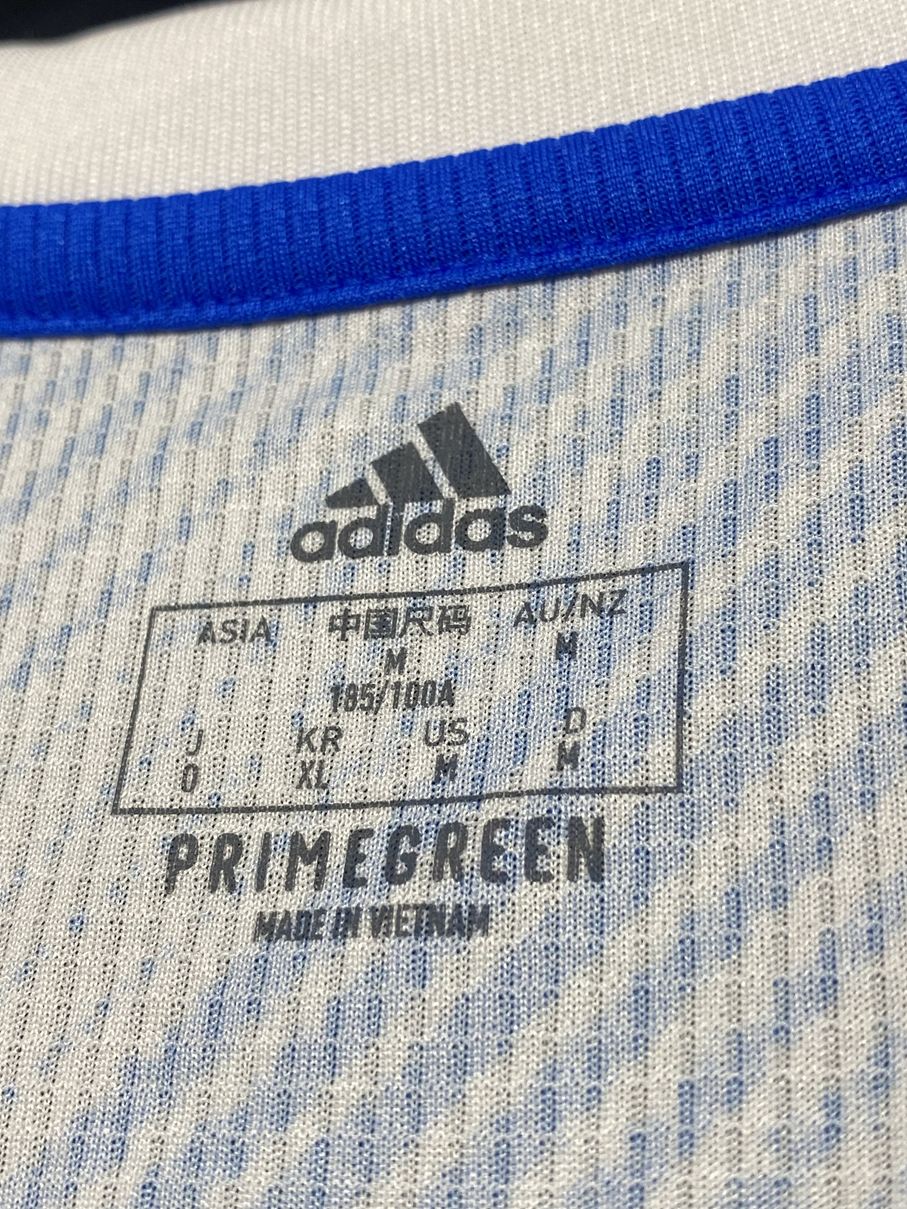 adidas
ASIA 中国尺码 AU/NZ
M M
185/100A
J KR US D
O XL M M
PRIMEGREEN
MADE IN VIETNAM